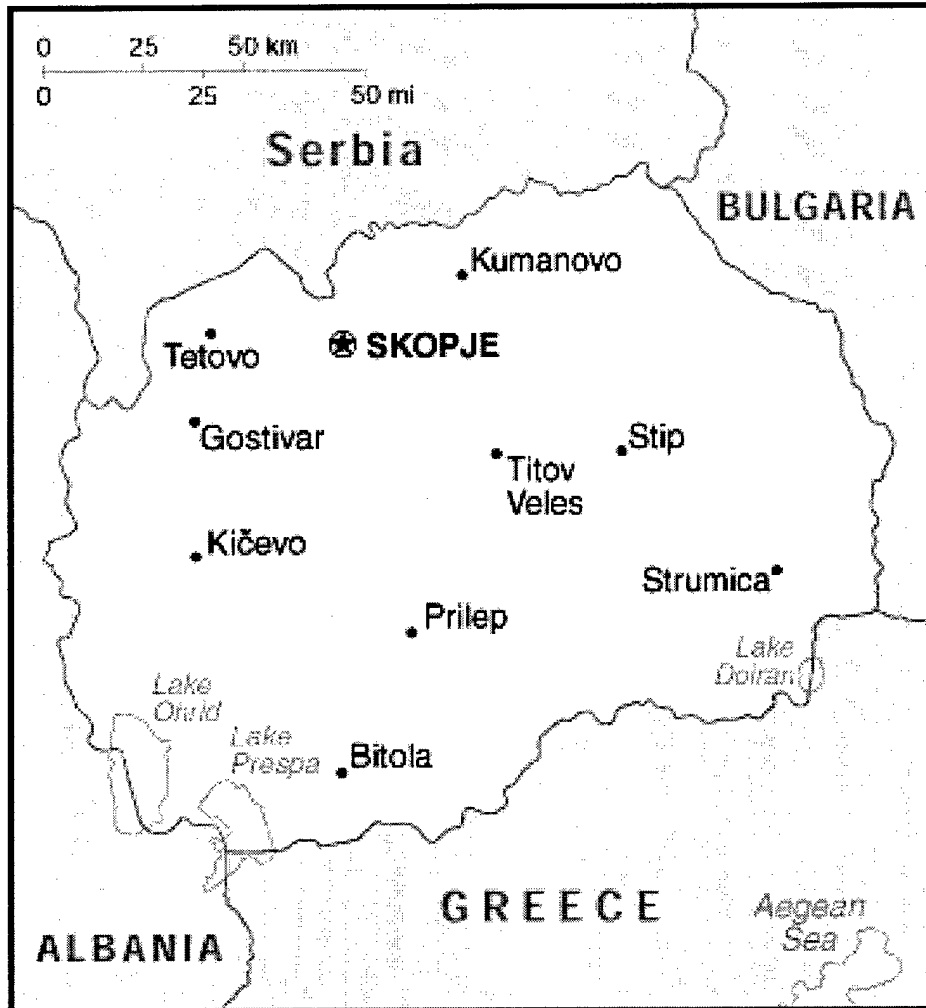 0 25 50 km
0 25 50 mi
Serbia
BULGARIA
Kumanovo
SKOPJE
Tetovo
Gostivar
Stip
Titov
Veles
Kičevo
Strumica
Prilep
Lake
Doiran
Lake
Ohrid
Lake
Prespa
Bitola
GREECE
Aegean
Sea
ALBANIA